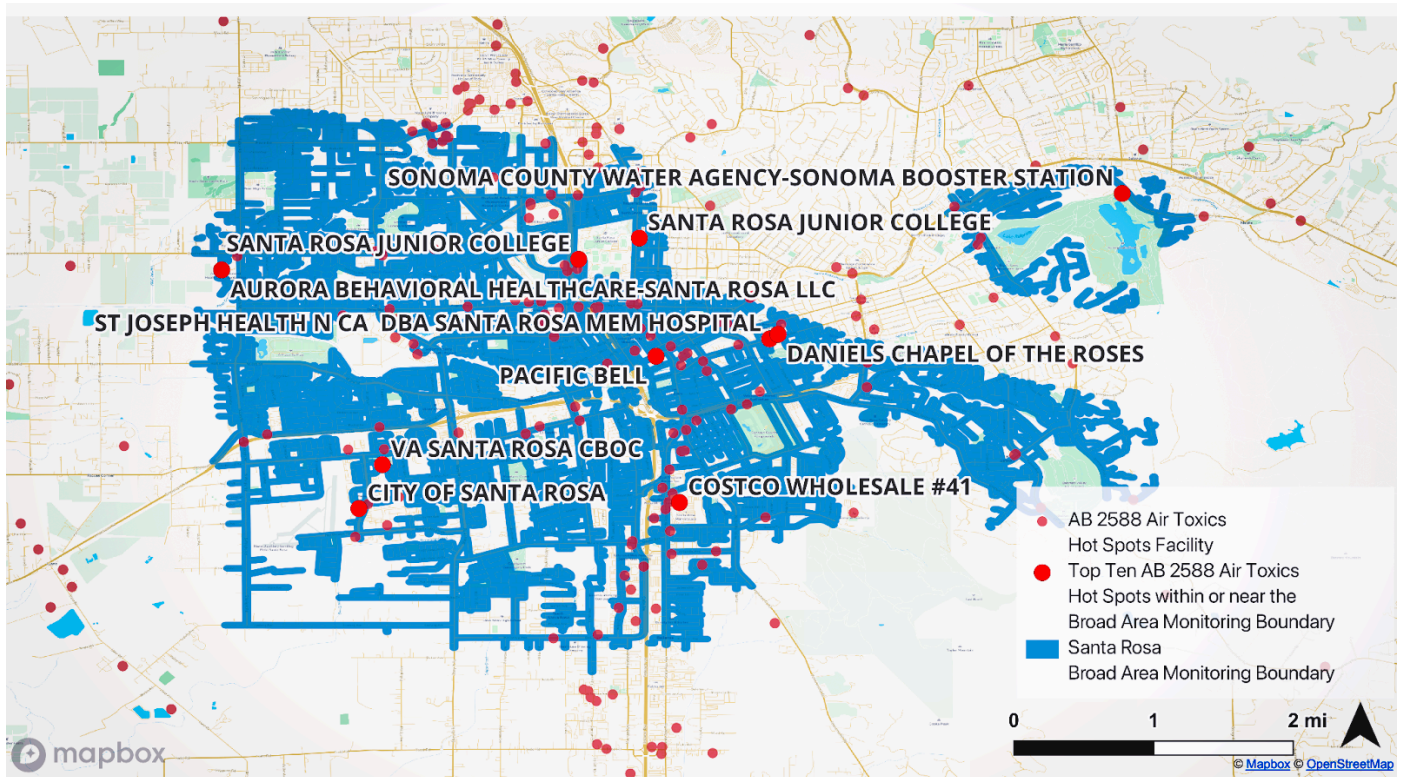 SONOMA COUNTY WATER AGENCY-SONOMA BOOSTER STATION
SANTA ROSA JUNIOR COLLEGE
SANTA ROSA JUNIOR COLLEGE
AURORA BEHAVIORAL HEALTHCARE-SANTA ROSA LLC
ST JOSEPH HEALTH N CA DBA SANTA ROSA MEM HOSPITAL
DANIELS CHAPEL OF THE ROSES
PACIFIC BELL
VA SANTA ROSA CBOC
CITY OF SANTA ROSA
COSTCO WHOLESALE #41
AB 2588 Air Toxics
Hot Spots Facility
Top Ten AB 2588 Air Toxics
Hot Spots within or near the
Broad Area Monitoring Boundary
Santa Rosa
Broad Area Monitoring Boundary
0 1 2 mi
mapbox
© Mapbox © OpenStreetMap